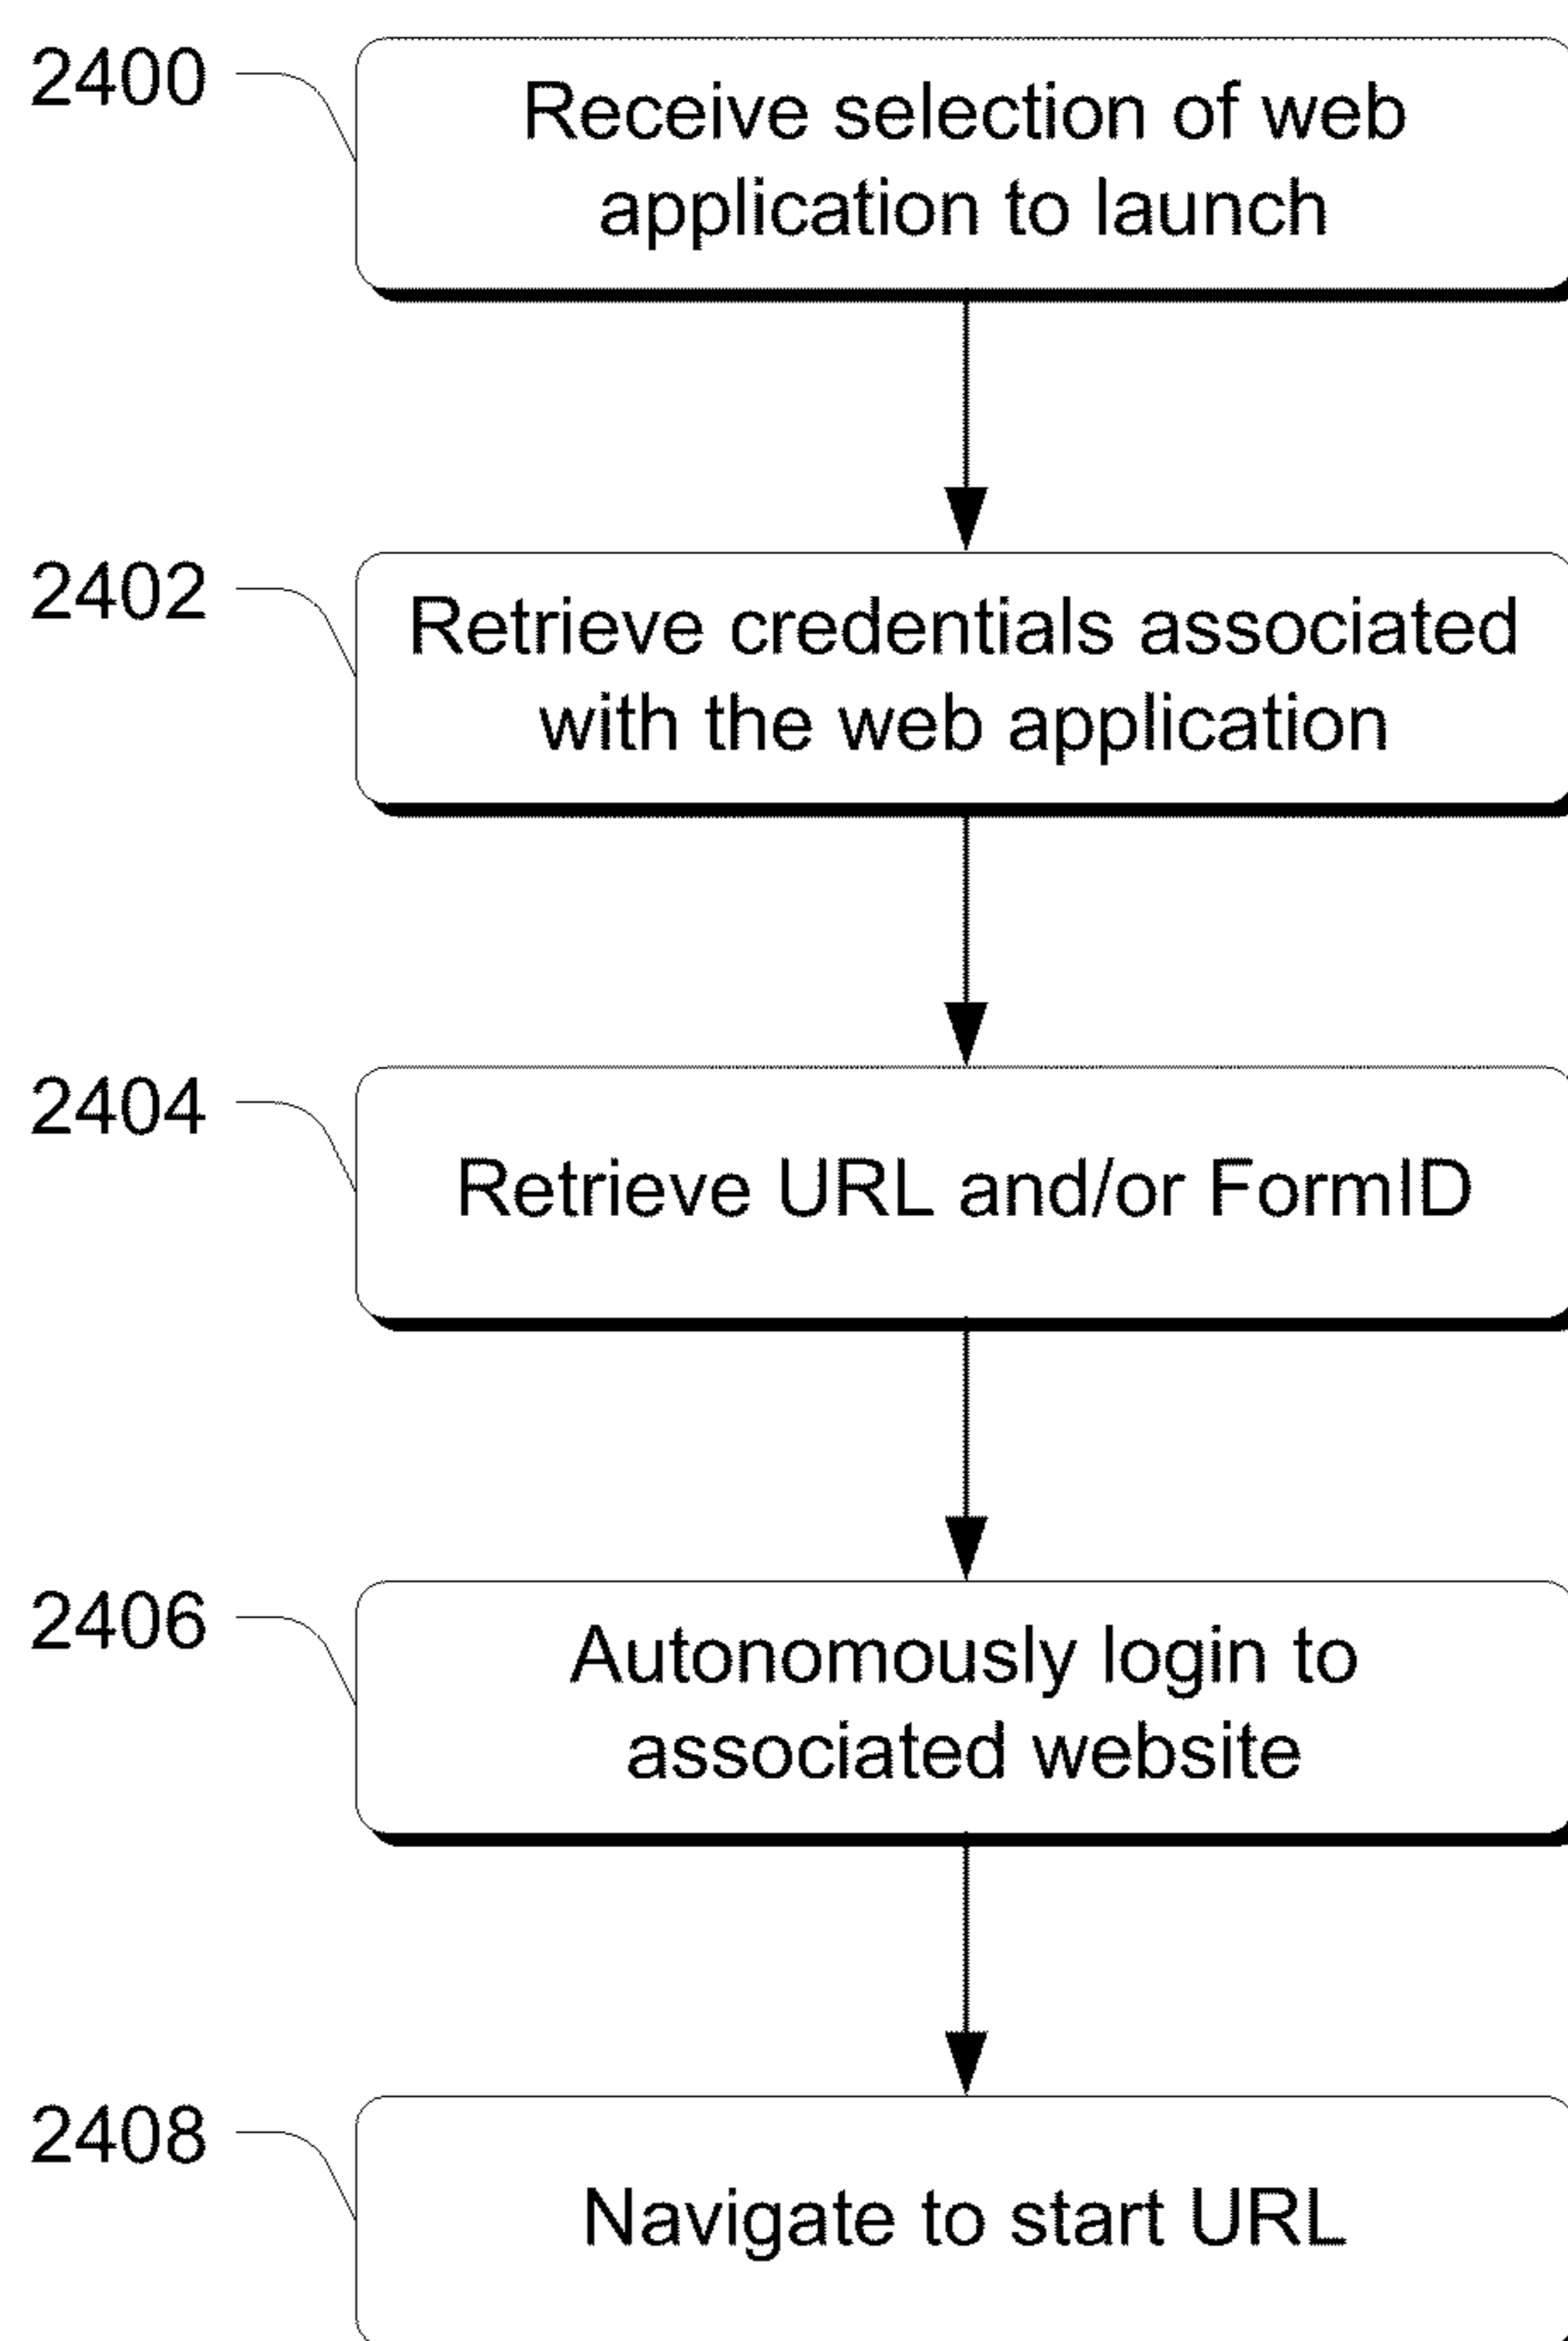 2400
Receive selection of web
application to launch
2402
Retrieve credentials associated
with the web application
2404
Retrieve URL and/or FormID
2406
Autonomously login to
associated website
2408
Navigate to start URL